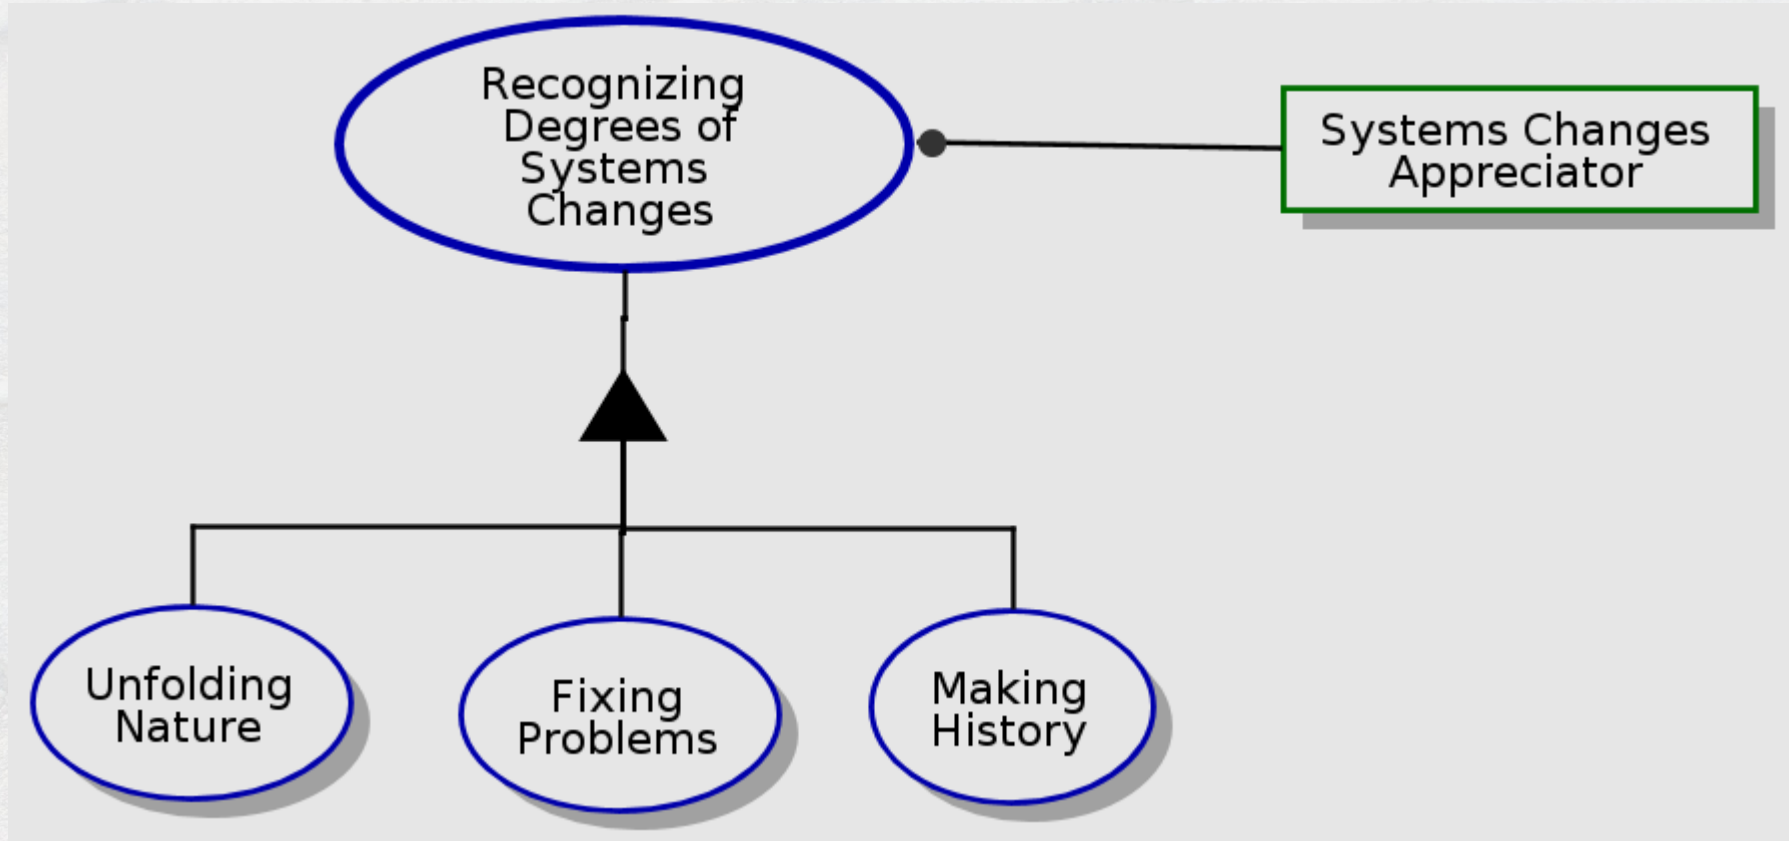 Recognizing
Degrees of
Systems
Changes
Systems Changes
Appreciator
Unfolding
Nature
Fixing
Problems
Making
History